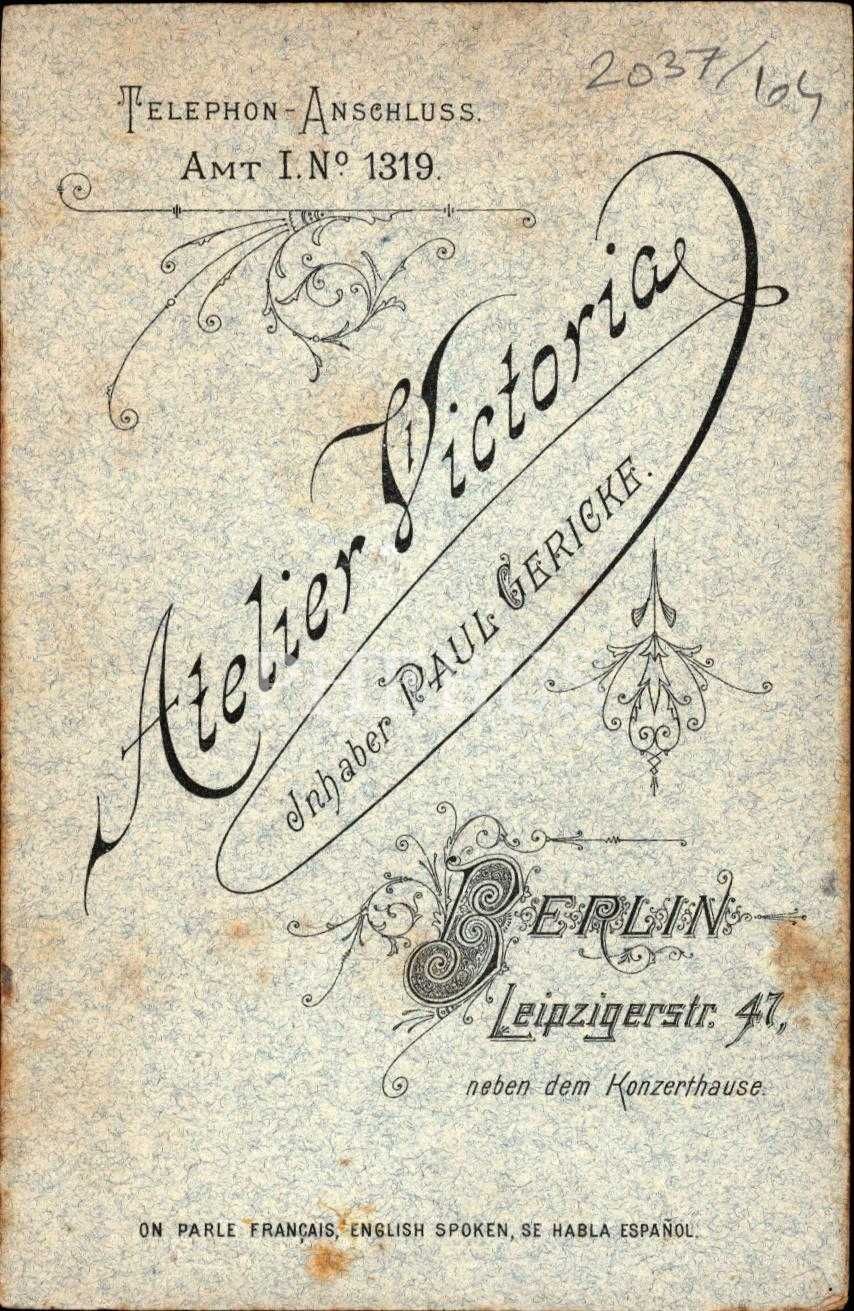 2037/104
TELEPHON-ANSCHLUSS.
AMT I. Nº 1319.
Atelier Victoria
Inhaber PAUL GERICKE.
BERLIN
Leipzigerstr. 47,
neben dem Konzerthause.
ON PARLE FRANÇAIS, ENGLISH SPOKEN, SE HABLA ESPAÑOL.